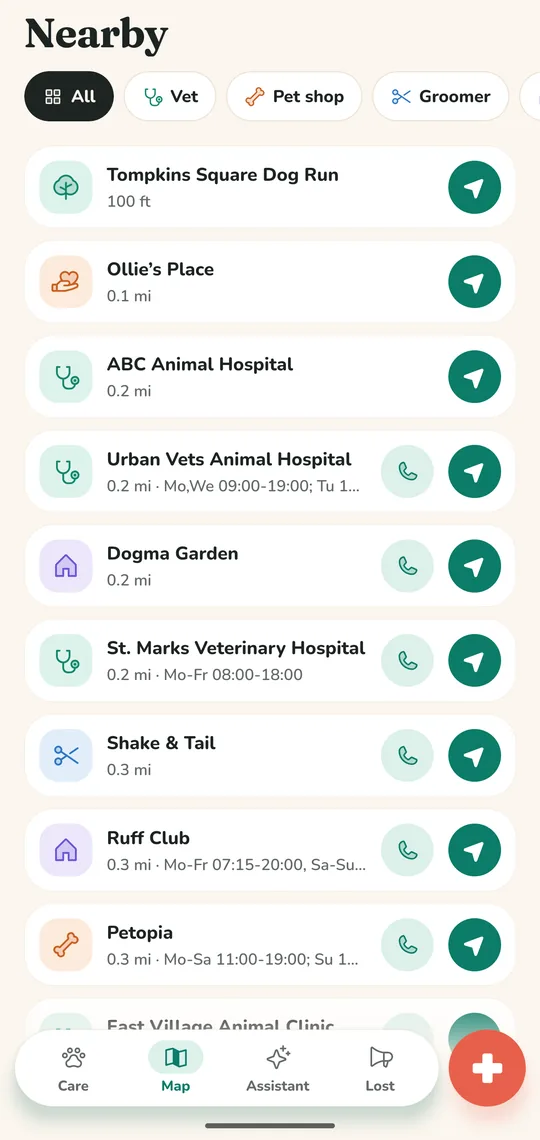 Nearby
All
Vet
Pet shop
Groomer
Tompkins Square Dog Run
100 ft
Ollie’s Place
0.1 mi
ABC Animal Hospital
0.2 mi
Urban Vets Animal Hospital
0.2 mi · Mo,We 09:00-19:00; Tu 1...
Dogma Garden
0.2 mi
St. Marks Veterinary Hospital
0.2 mi · Mo-Fr 08:00-18:00
Shake & Tail
0.3 mi
Ruff Club
0.3 mi · Mo-Fr 07:15-20:00, Sa-Su...
Petopia
0.3 mi · Mo-Sa 11:00-19:00; Su 1...
East Village Animal Clinic
Care
Map
Assistant
Lost